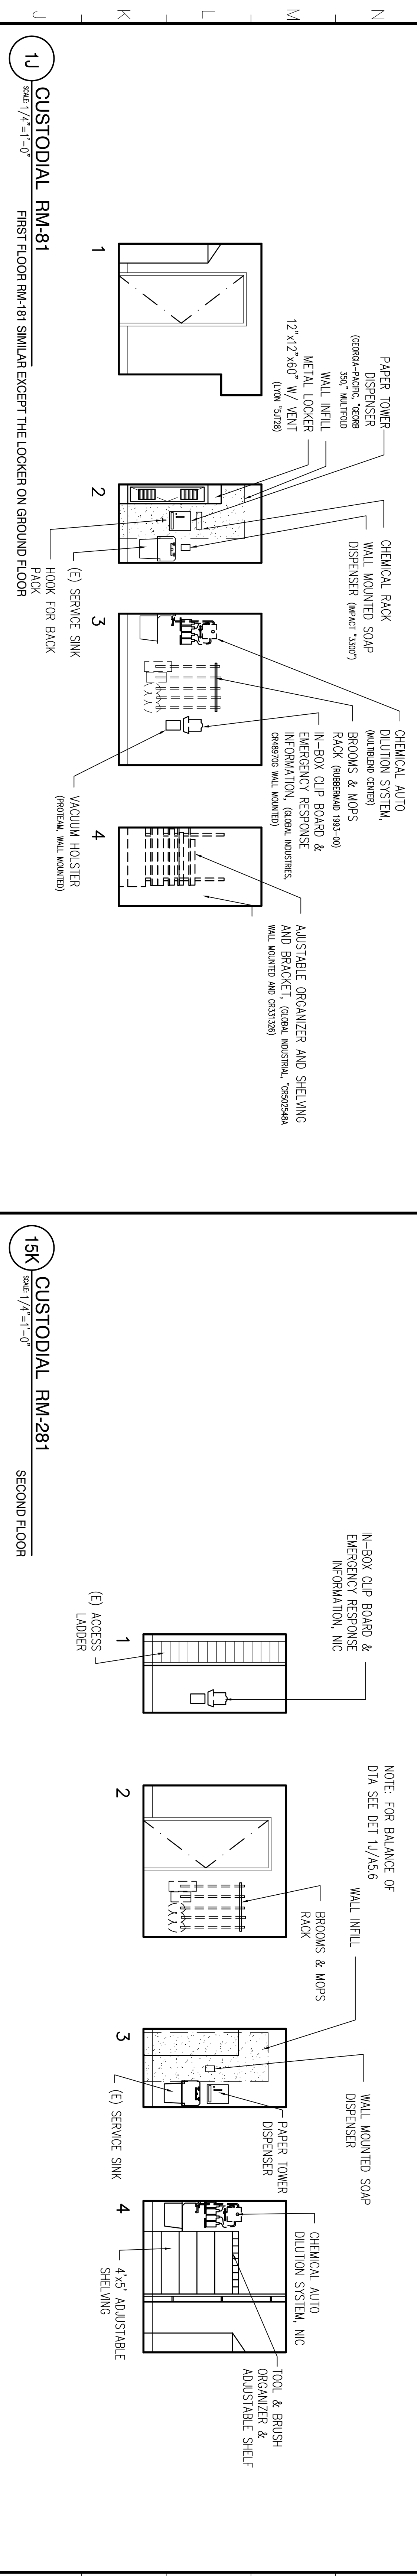 N
M
L
K
J
PAPER TOWER
DISPENSER
(GEORGIA-PACIFIC, "GEORB
350," MULTIFOLD
WALL INFILL
METAL LOCKER
12"x12"x60" W/ VENT
(LYON "5J728)
CHEMICAL RACK
WALL MOUNTED SOAP
DISPENSER (IMPACT "3300")
CHEMICAL AUTO
DILUTION SYSTEM,
(MULTIBLEND CENTER)
BROOMS & MOPS
RACK (RUBBERMAID 1993-00)
IN-BOX CLIP BOARD &
EMERGENCY RESPONSE
INFORMATION, (GLOBAL INDUSTRIES,
CR48970G WALL MOUNTED)
AJUSTABLE ORGANIZER AND SHELVING
AND BRACKET, (GLOBAL INDUSTRIAL, "CR502548A
WALL MOUNTED AND CR331326)
1
2
3
4
(E) SERVICE SINK
HOOK FOR BACK
PACK
VACUUM HOLSTER
(PROTEAM, WALL MOUNTED)
1J
CUSTODIAL RM-81
SCALE: 1/4"=1'-0"
FIRST FLOOR RM-181 SIMILAR EXCEPT THE LOCKER ON GROUND FLOOR
IN-BOX CLIP BOARD &
EMERGENCY RESPONSE
INFORMATION, NIC
NOTE: FOR BALANCE OF
DTA SEE DET 1J/A5.6
BROOMS & MOPS
RACK
WALL INFILL
WALL MOUNTED SOAP
DISPENSER
PAPER TOWER
DISPENSER
CHEMICAL AUTO
DILUTION SYSTEM, NIC
TOOL & BRUSH
ORGANIZER &
ADJUSTABLE SHELF
1
2
3
4
(E) ACCESS
LADDER
(E) SERVICE SINK
4'x5' ADJUSTABLE
SHELVING
15K
CUSTODIAL RM-281
SCALE: 1/4"=1'-0"
SECOND FLOOR